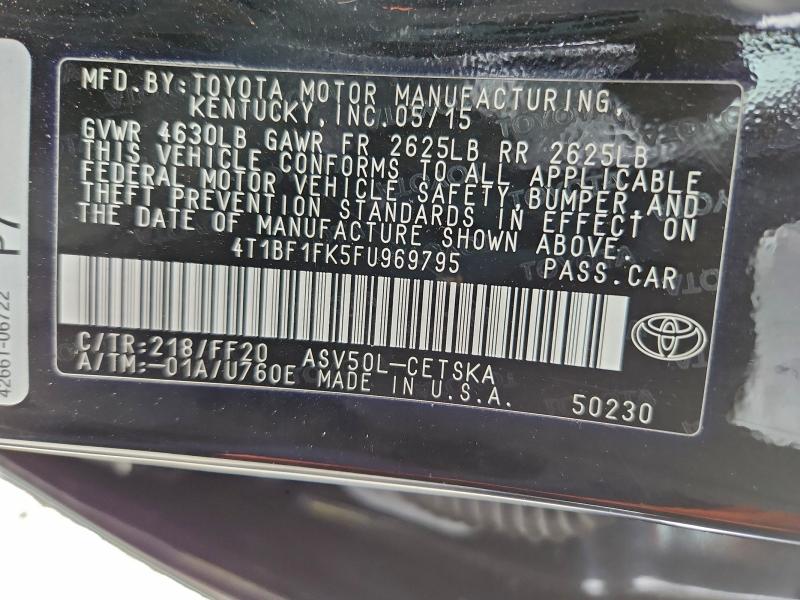 MFD.BY:TOYOTA MOTOR MANUFACTURING,
KENTUCKY,INC.05/15
GVWR 4630LB GAWR FR 2625LB RR 2625LB
THIS VEHICLE CONFORMS TO ALL APPLICABLE
FEDERAL MOTOR VEHICLE SAFETY,BUMPER AND
THEFT PREVENTION STANDARDS IN EFFECT ON
THE DATE OF MANUFACTURE SHOWN ABOVE.
4T1BF1FK5FU969795 PASS.CAR
C/TR:218/FF20 ASV50L-CETSKA
A/TM:-01A/U760E MADE IN U.S.A. 50230
42661-06722
P7